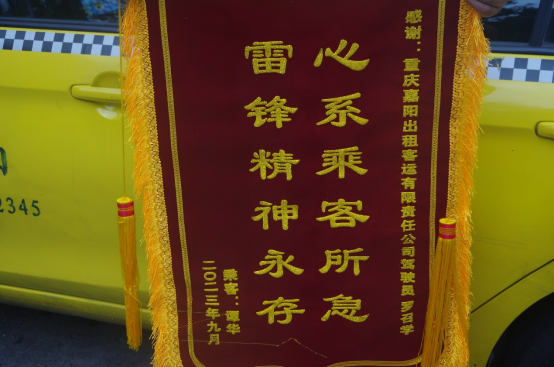 感谢：重庆嘉阳出租客运有限责任公司驾驶员 罗召学
心系乘客所急
雷锋精神永存
乘客：谭华
二〇二三年九月
2345